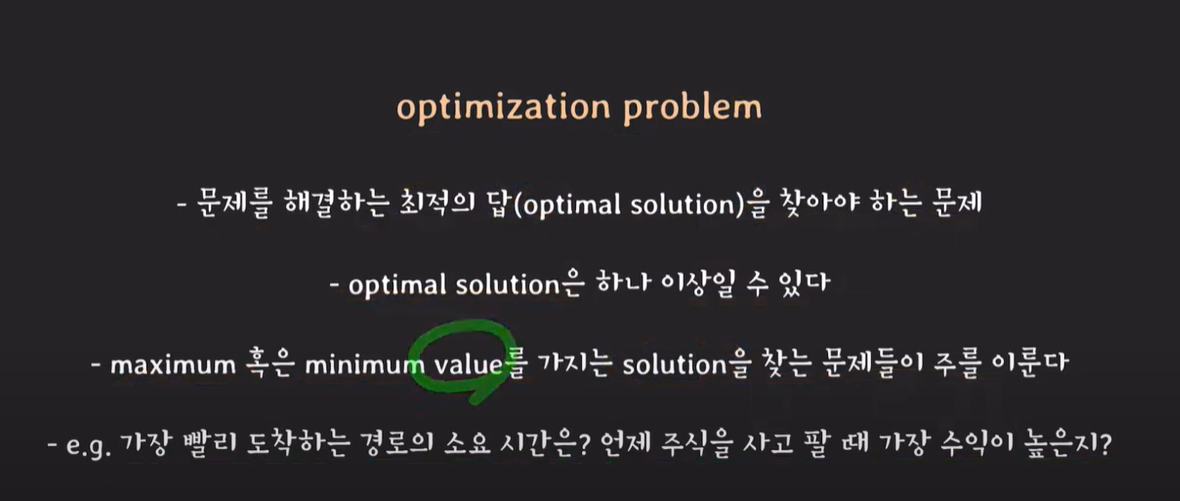 optimization problem
- 문제를 해결하는 최적의 답(optimal solution)을 찾아야 하는 문제
- optimal solution은 하나 이상일 수 있다
- maximum 혹은 minimum value를 가지는 solution을 찾는 문제들이 주를 이룬다
- e.g. 가장 빨리 도착하는 경로의 소요 시간은? 언제 주식을 사고 팔 때 가장 수익이 높은지?